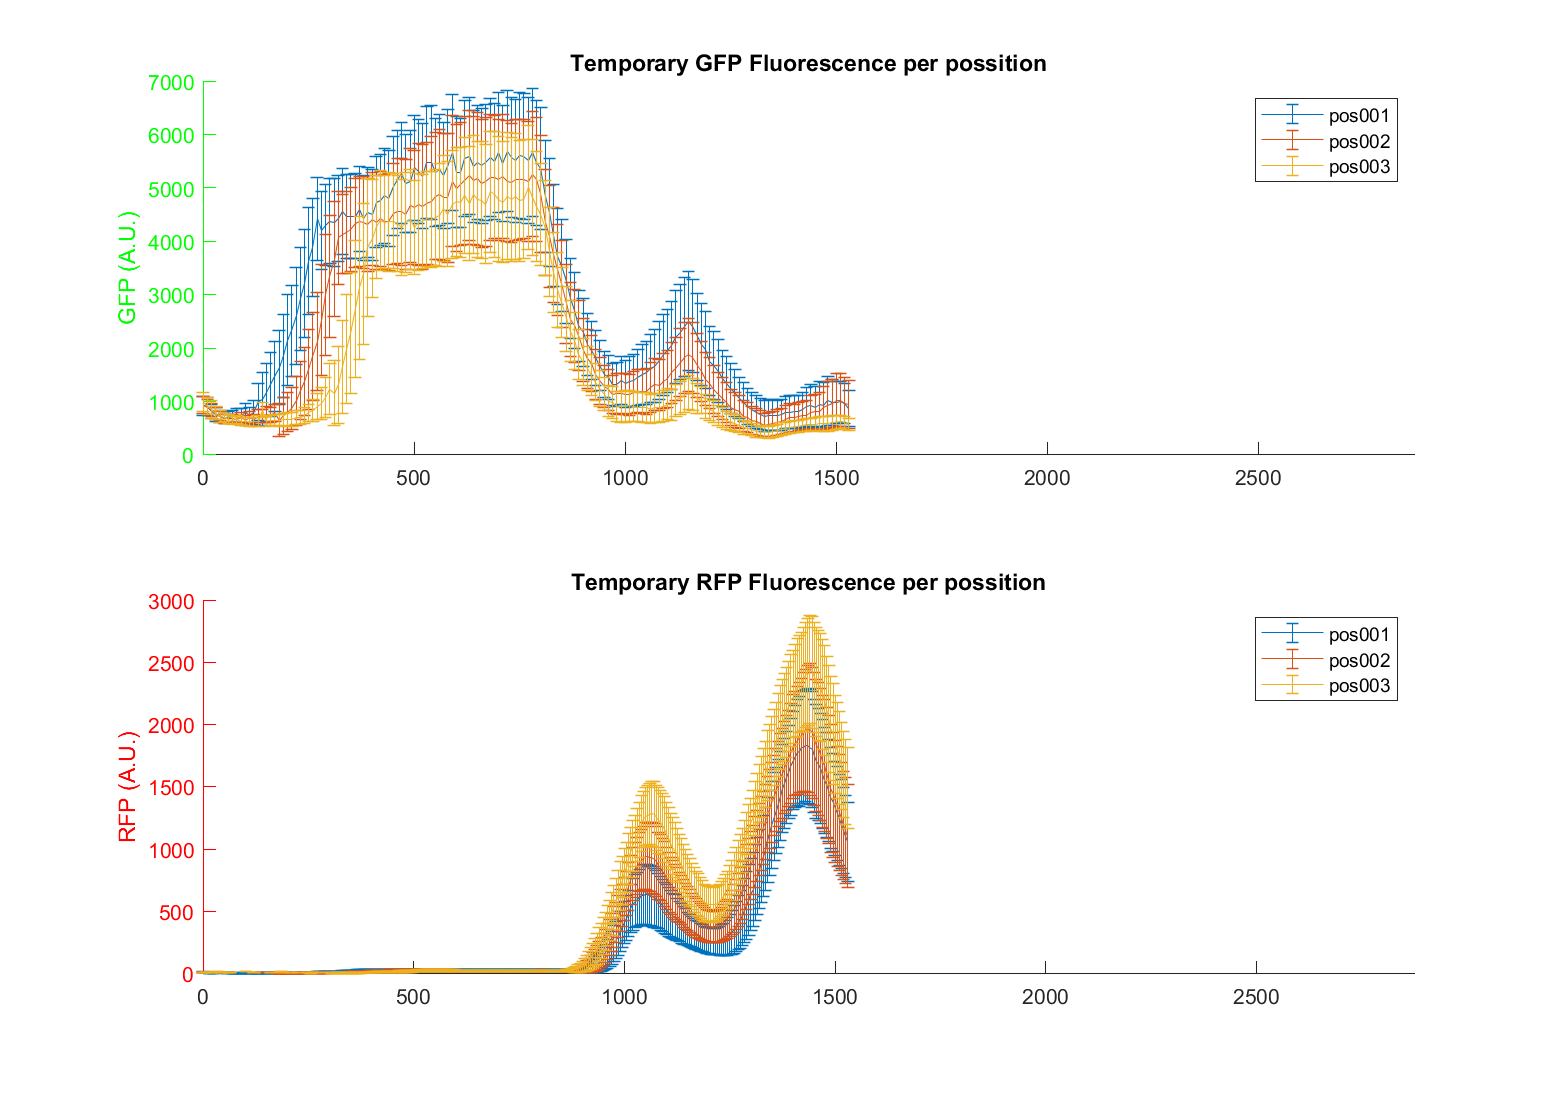 Temporary GFP Fluorescence per possition
7000
6000
5000
4000
3000
2000
1000
0
GFP (A.U.)
0 500 1000 1500 2000 2500
pos001
pos002
pos003
Temporary RFP Fluorescence per possition
3000
2500
2000
1500
1000
500
0
RFP (A.U.)
0 500 1000 1500 2000 2500
pos001
pos002
pos003